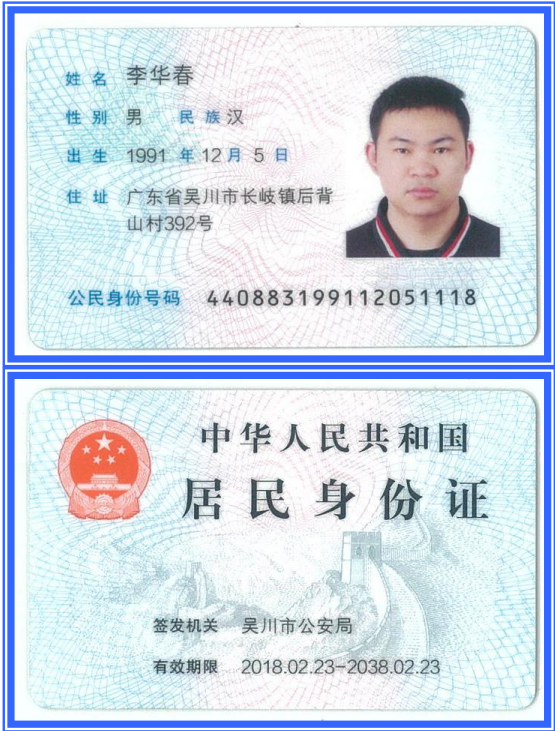 姓名 李华春
性别 男 民族 汉
出生 1991 年 12 月 5 日
住址 广东省吴川市长岐镇后背
山村392号
公民身份号码 440883199112051118
中华人民共和国
居民身份证
签发机关 吴川市公安局
有效期限 2018.02.23-2038.02.23